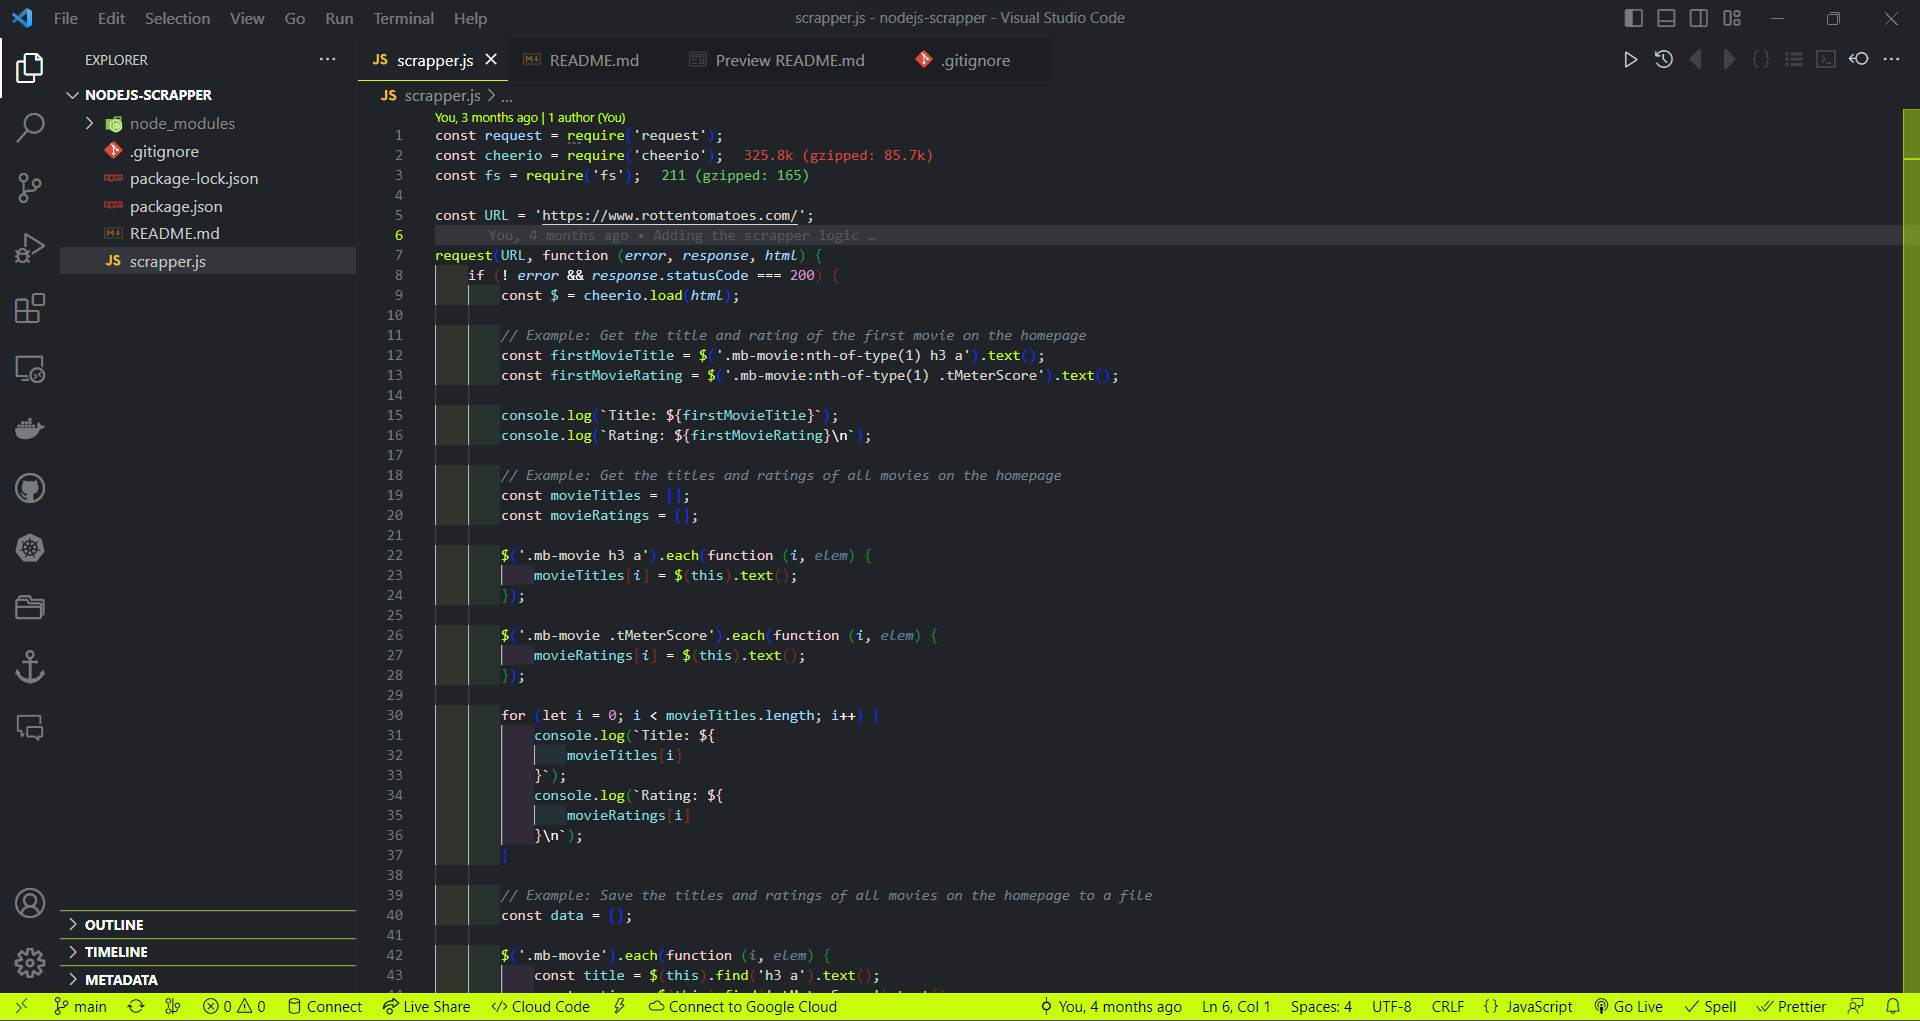 File Edit Selection View Go Run Terminal Help
scrapper.js - nodejs-scrapper - Visual Studio Code
EXPLORER
NODEJS-SCRAPPER
node_modules
.gitignore
package-lock.json
package.json
README.md
JS scrapper.js
OUTLINE
TIMELINE
METADATA
JS scrapper.js README.md Preview README.md .gitignore
JS scrapper.js > ...
You, 3 months ago | 1 author (You)
1 const request = require('request');
2 const cheerio = require('cheerio'); 325.8k (gzipped: 85.7k)
3 const fs = require('fs'); 211 (gzipped: 165)
4
5 const URL = 'https://www.rottentomatoes.com/';
6 You, 4 months ago • Adding the scrapper logic …
7 request(URL, function (error, response, html) {
8 if (! error && response.statusCode === 200) {
9 const $ = cheerio.load(html);
10
11 // Example: Get the title and rating of the first movie on the homepage
12 const firstMovieTitle = $('.mb-movie:nth-of-type(1) h3 a').text();
13 const firstMovieRating = $('.mb-movie:nth-of-type(1) .tMeterScore').text();
14
15 console.log(`Title: ${firstMovieTitle}`);
16 console.log(`Rating: ${firstMovieRating}\n`);
17
18 // Example: Get the titles and ratings of all movies on the homepage
19 const movieTitles = [];
20 const movieRatings = [];
21
22 $('.mb-movie h3 a').each(function (i, elem) {
23 movieTitles[i] = $(this).text();
24 });
25
26 $('.mb-movie .tMeterScore').each(function (i, elem) {
27 movieRatings[i] = $(this).text();
28 });
29
30 for (let i = 0; i < movieTitles.length; i++) {
31 console.log(`Title: ${
32 movieTitles[i]
33 }`);
34 console.log(`Rating: ${
35 movieRatings[i]
36 }\n`);
37 }
38
39 // Example: Save the titles and ratings of all movies on the homepage to a file
40 const data = [];
41
42 $('.mb-movie').each(function (i, elem) {
43 const title = $(this).find('h3 a').text();
main 0 0 Connect Live Share Cloud Code Connect to Google Cloud You, 4 months ago Ln 6, Col 1 Spaces: 4 UTF-8 CRLF { } JavaScript Go Live Spell Prettier